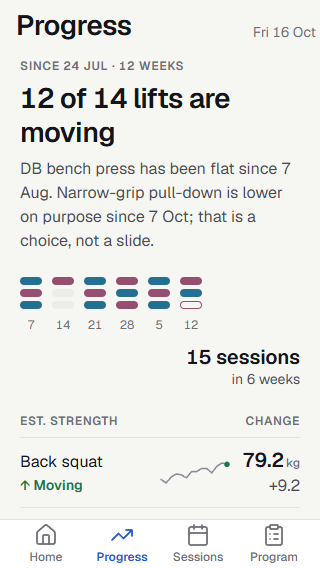 Progress
Fri 16 Oct
SINCE 24 JUL · 12 WEEKS
12 of 14 lifts are
moving
DB bench press has been flat since 7
Aug. Narrow-grip pull-down is lower
on purpose since 7 Oct; that is a
choice, not a slide.
7 14 21 28 5 12
15 sessions
in 6 weeks
EST. STRENGTH CHANGE
Back squat 79.2 kg
↑ Moving +9.2
Home Progress Sessions Program